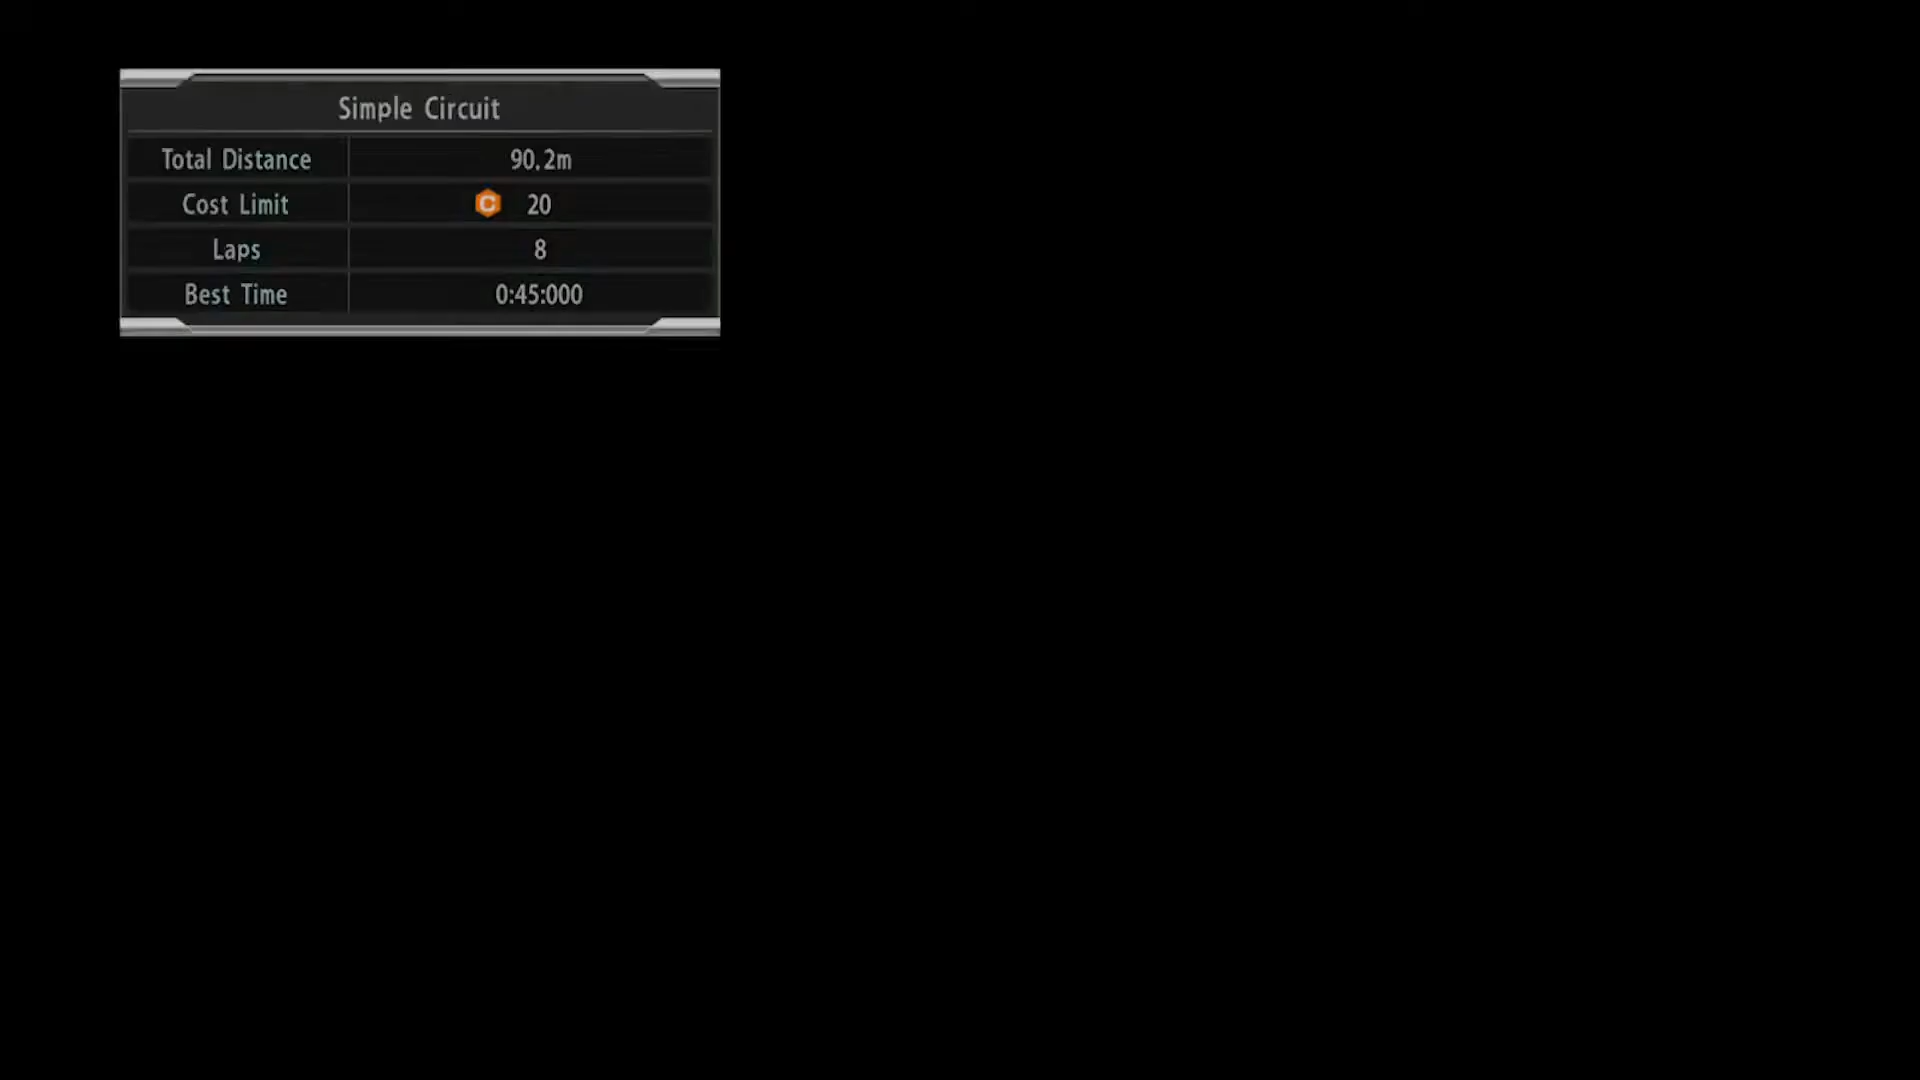 Simple Circuit
Total Distance 90.2m
Cost Limit C 20
Laps 8
Best Time 0:45:000